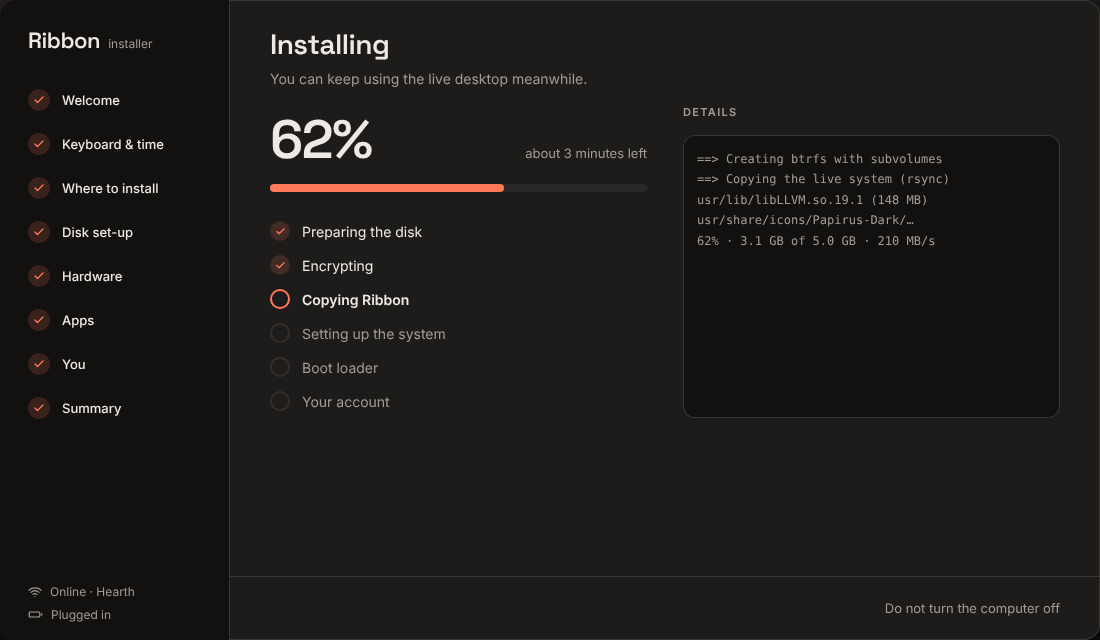 Ribbon installer
Welcome
Keyboard & time
Where to install
Disk set-up
Hardware
Apps
You
Summary
Online · Hearth
Plugged in
Installing
You can keep using the live desktop meanwhile.
62%
about 3 minutes left
Preparing the disk
Encrypting
Copying Ribbon
Setting up the system
Boot loader
Your account
DETAILS
==> Creating btrfs with subvolumes
==> Copying the live system (rsync)
usr/lib/libLLVM.so.19.1 (148 MB)
usr/share/icons/Papirus-Dark/…
62% · 3.1 GB of 5.0 GB · 210 MB/s
Do not turn the computer off